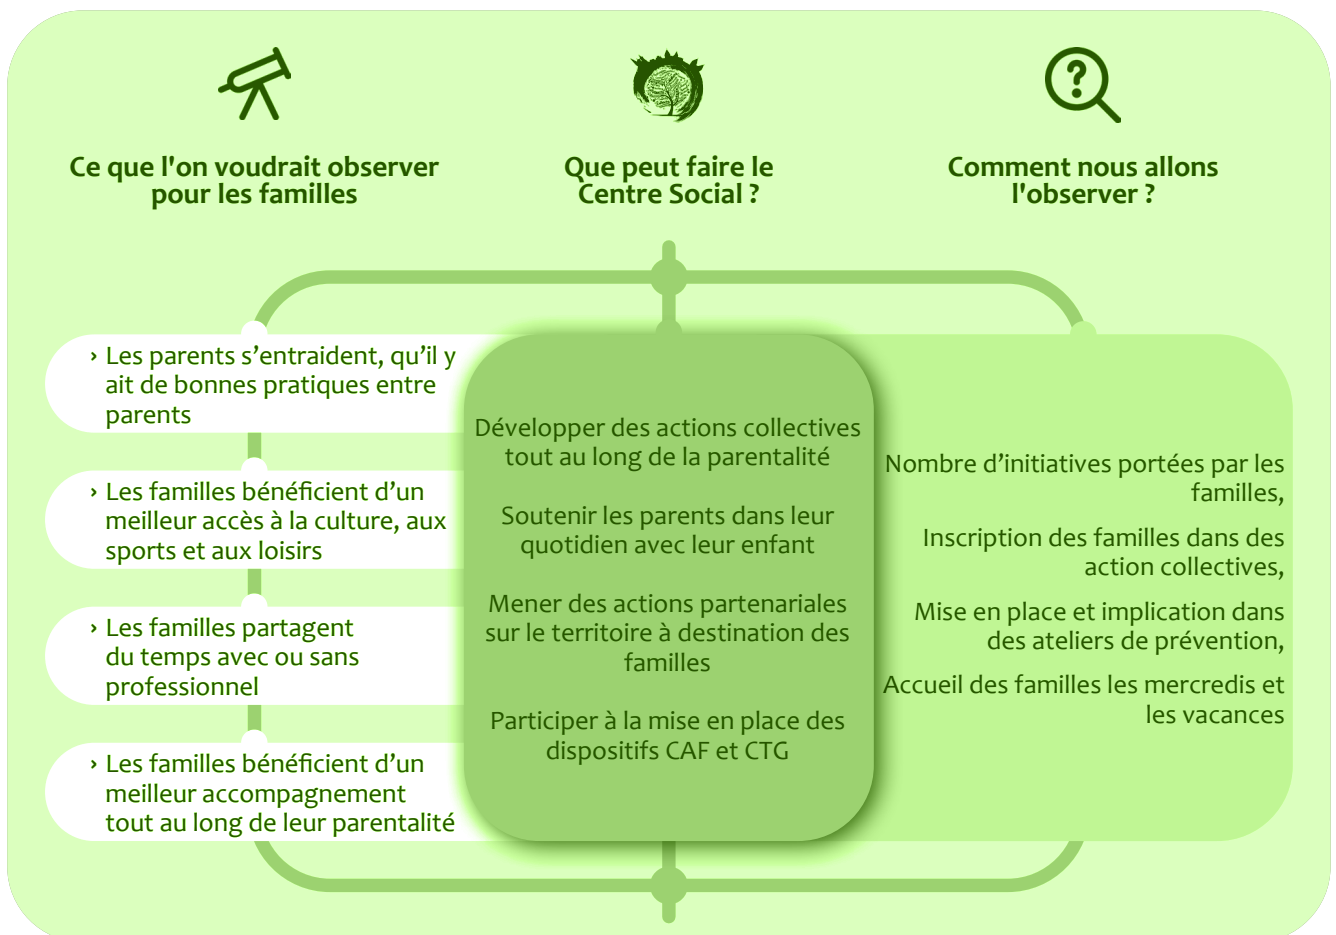 Ce que l'on voudrait observer
pour les familles
Que peut faire le
Centre Social ?
Comment nous allons
l'observer ?
› Les parents s’entraident, qu’il y
ait de bonnes pratiques entre
parents
› Les familles bénéficient d’un
meilleur accès à la culture, aux
sports et aux loisirs
› Les familles partagent
du temps avec ou sans
professionnel
› Les familles bénéficient d’un
meilleur accompagnement
tout au long de leur parentalité
Développer des actions collectives
tout au long de la parentalité
Soutenir les parents dans leur
quotidien avec leur enfant
Mener des actions partenariales
sur le territoire à destination des
familles
Participer à la mise en place des
dispositifs CAF et CTG
Nombre d’initiatives portées par les
familles,
Inscription des familles dans des
action collectives,
Mise en place et implication dans
des ateliers de prévention,
Accueil des familles les mercredis et
les vacances